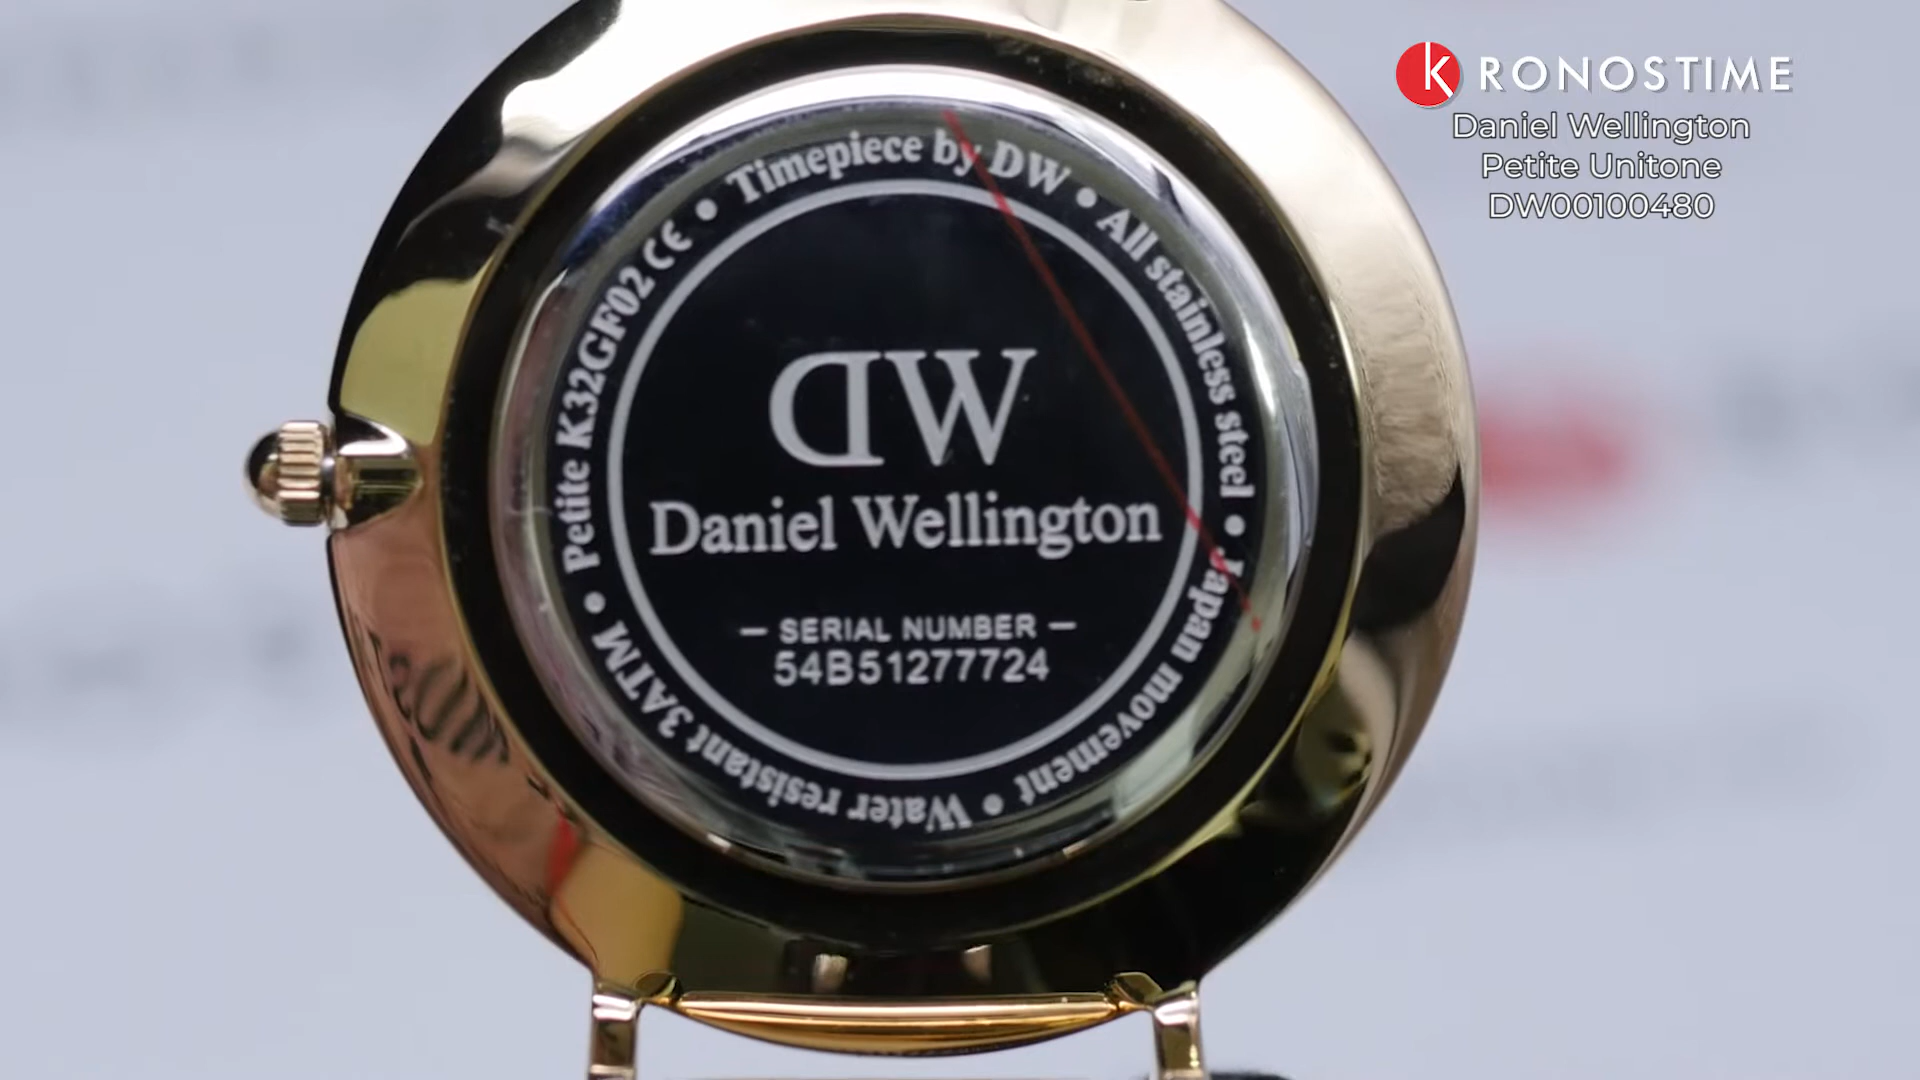 KRONOSTIME
Daniel Wellington
Petite Unitone
DW00100480
Timepiece by DW • All stainless steel • Japan movement • Water resistant 3ATM • Petite K32GF02 CE •
DW
Daniel Wellington
— SERIAL NUMBER —
54B51277724